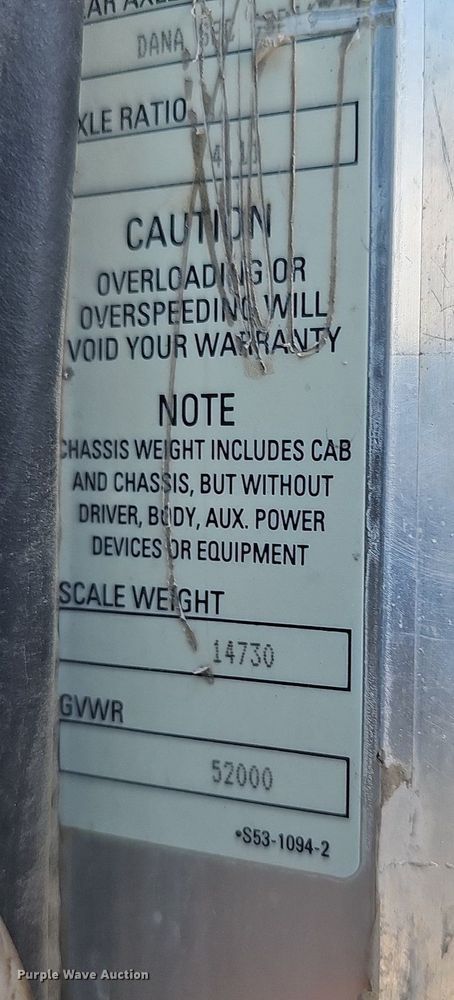 DANA
AXLE RATIO
CAUTION
OVERLOADING OR
OVERSPEEDING WILL
VOID YOUR WARRANTY
NOTE
CHASSIS WEIGHT INCLUDES CAB
AND CHASSIS, BUT WITHOUT
DRIVER, BODY, AUX. POWER
DEVICES OR EQUIPMENT
SCALE WEIGHT
14730
GVWR
52000
•S53-1094-2
Purple Wave Auction